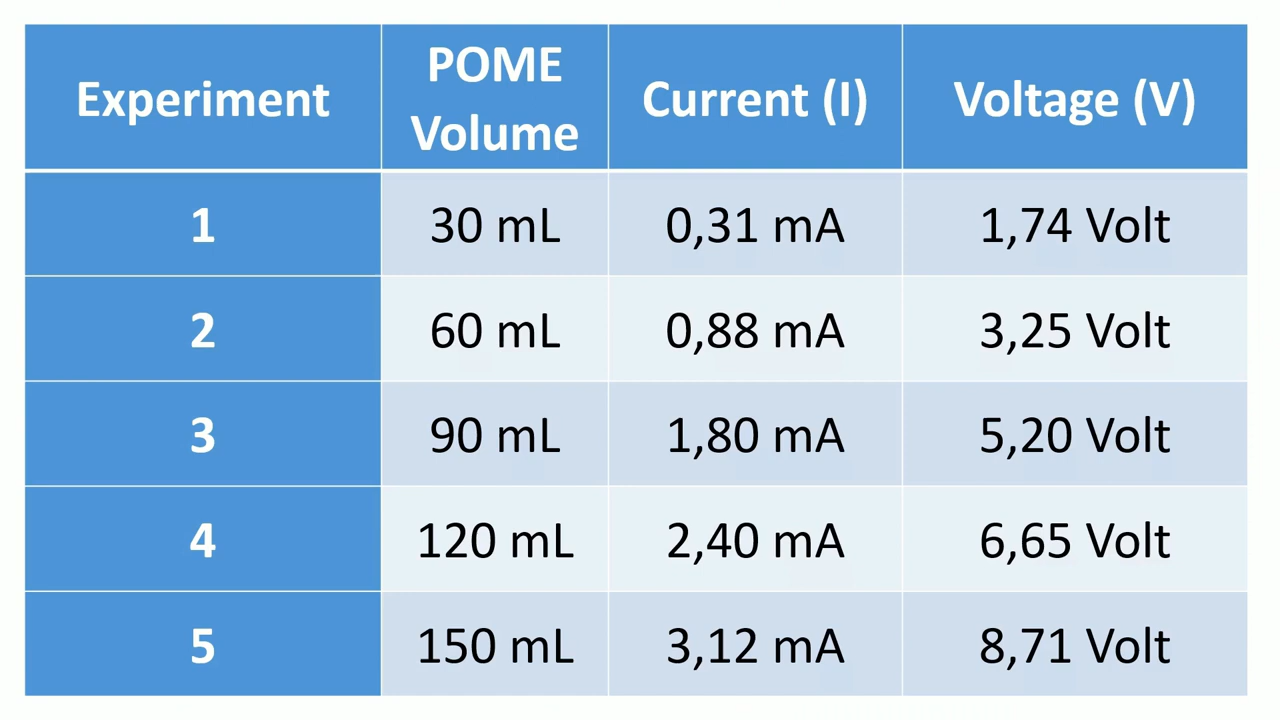 Experiment POME Volume Current (I) Voltage (V)
1 30 mL 0,31 mA 1,74 Volt
2 60 mL 0,88 mA 3,25 Volt
3 90 mL 1,80 mA 5,20 Volt
4 120 mL 2,40 mA 6,65 Volt
5 150 mL 3,12 mA 8,71 Volt